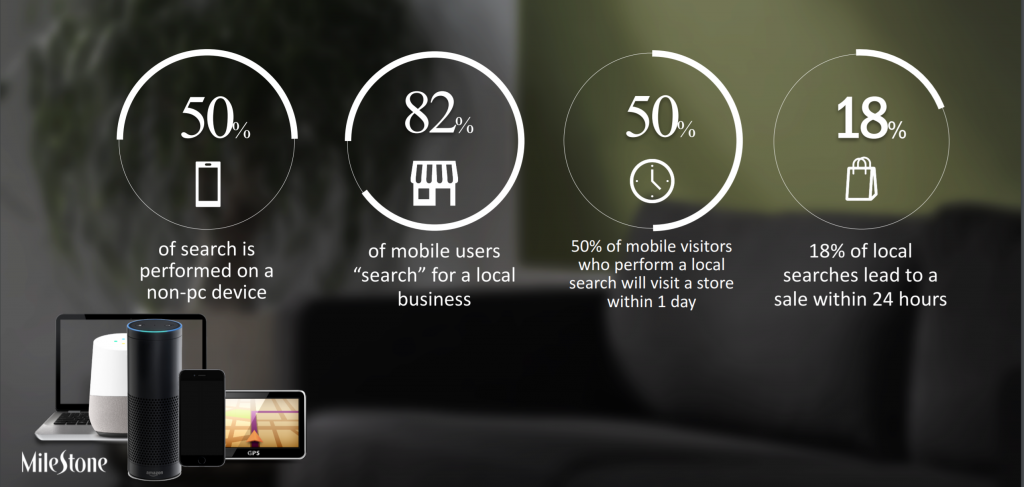 50%
of search is
performed on a
non-pc device
82%
of mobile users
“search” for a local
business
50%
50% of mobile visitors
who perform a local
search will visit a store
within 1 day
18%
18% of local
searches lead to a
sale within 24 hours
GPS
amazon
MileStone